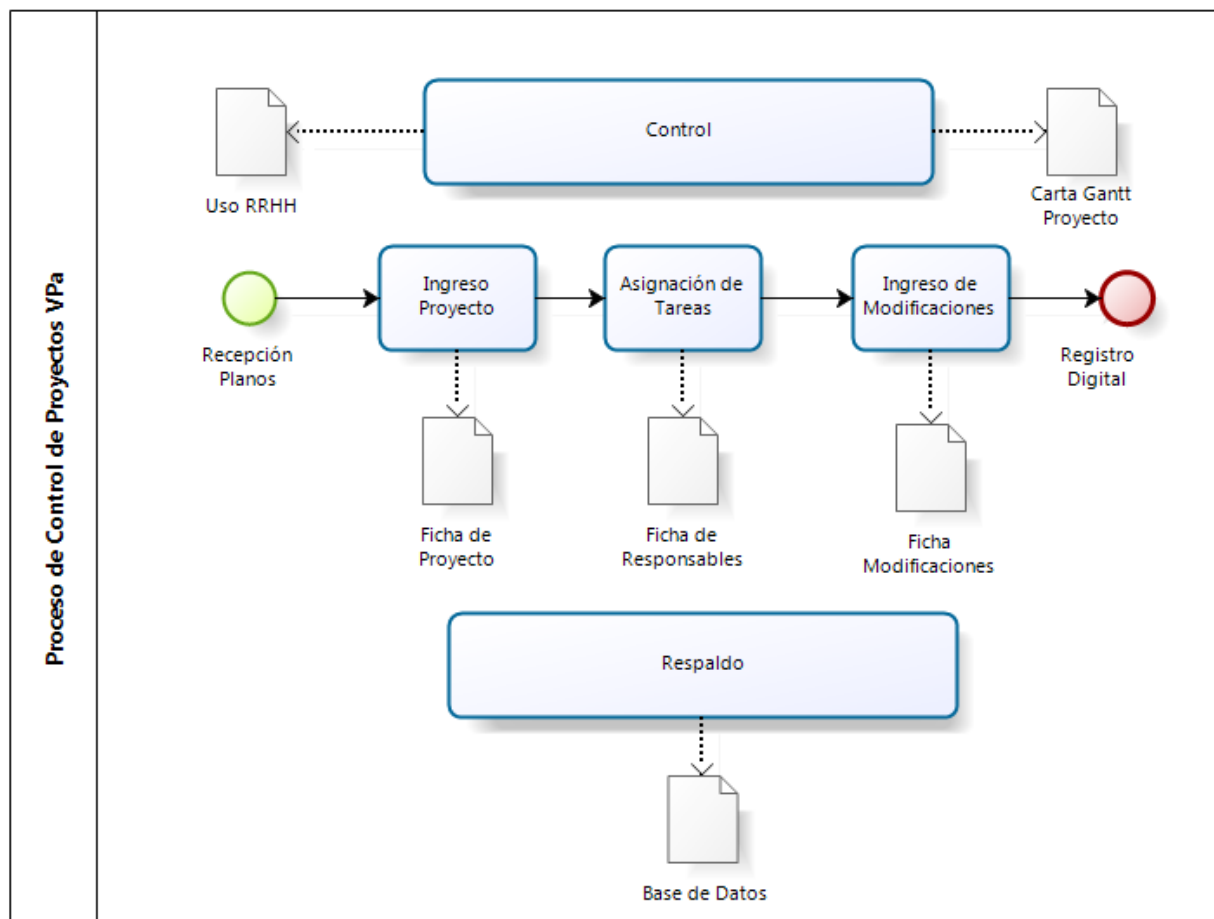 Proceso de Control de Proyectos VPa
Control
Uso RRHH
Carta Gantt
Proyecto
Ingreso
Proyecto
Asignación de
Tareas
Ingreso de
Modificaciones
Recepción
Planos
Registro
Digital
Ficha de
Proyecto
Ficha de
Responsables
Ficha
Modificaciones
Respaldo
Base de Datos